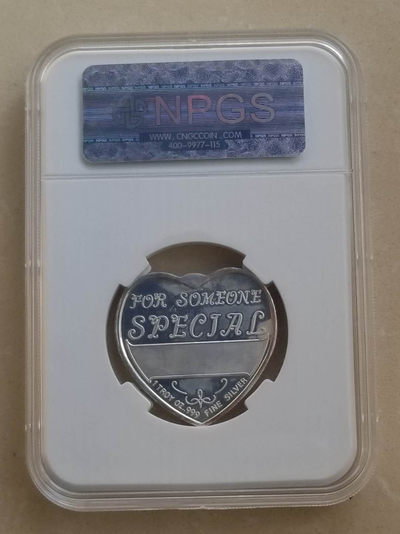 NPGS
WWW.CNGCCOIN.COM
400-9977-115
FOR SOMEONE
SPECIAL
1 TROY OZ .999 FINE SILVER